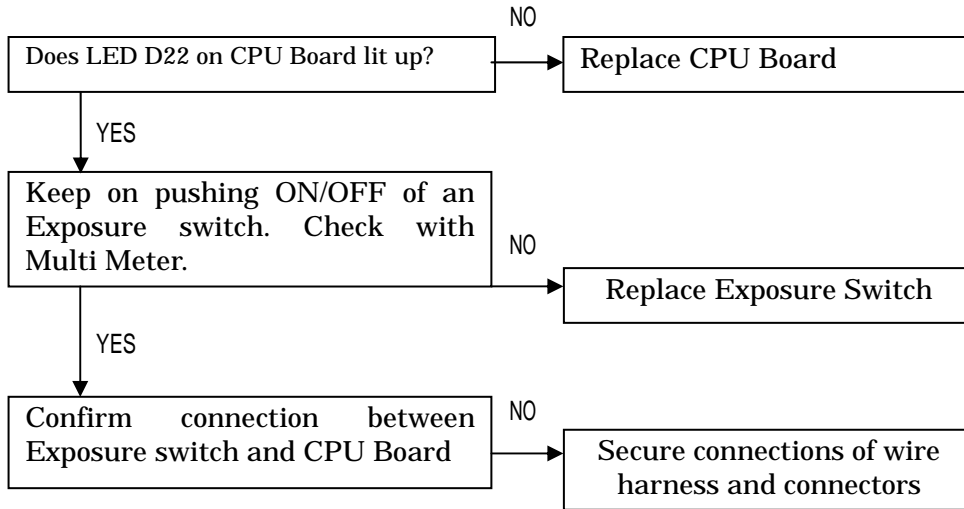 NO
Does LED D22 on CPU Board lit up?
Replace CPU Board
YES
Keep on pushing ON/OFF of an
Exposure switch. Check with
Multi Meter.
NO
Replace Exposure Switch
YES
Confirm connection between
Exposure switch and CPU Board
NO
Secure connections of wire
harness and connectors